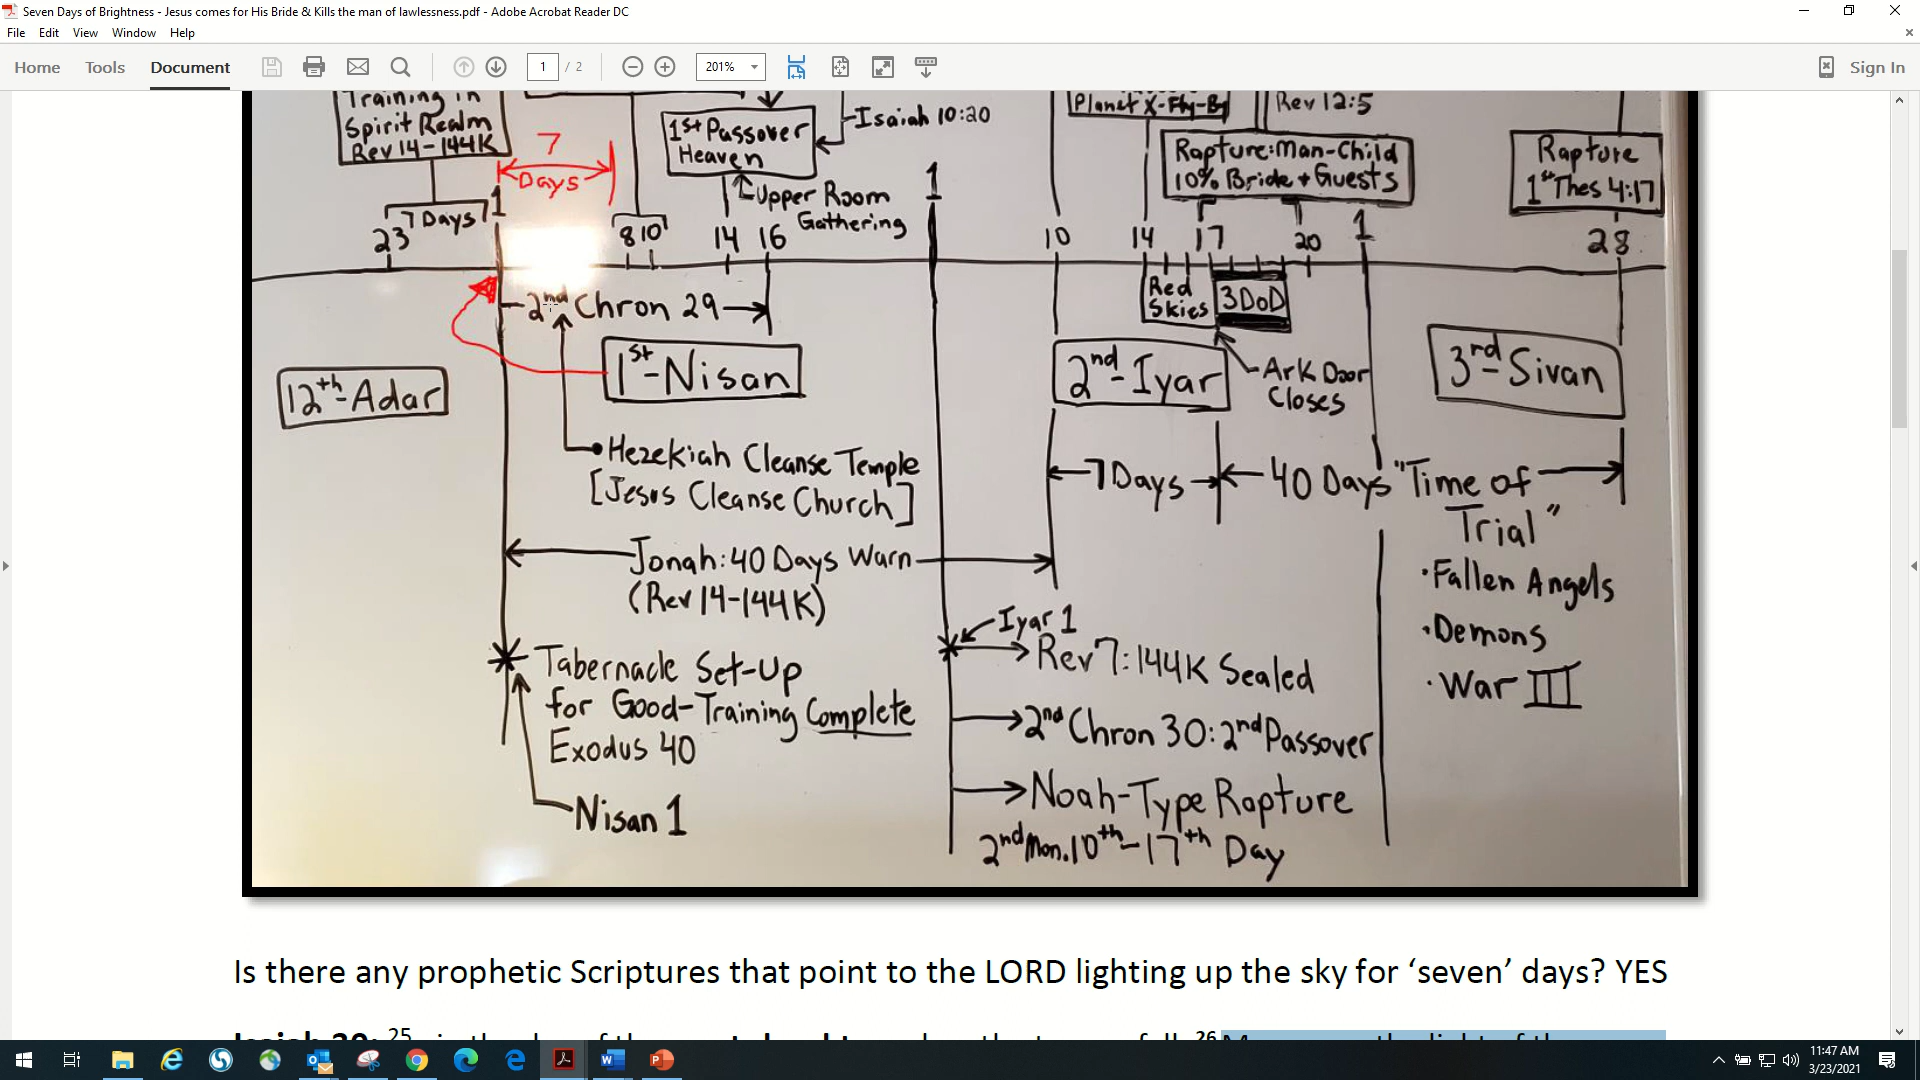 Seven Days of Brightness - Jesus comes for His Bride & Kills the man of lawlessness.pdf - Adobe Acrobat Reader DC
File Edit View Window Help
Home Tools Document
1 / 2
201%
Sign In
Training in
Spirit Realm
Rev 14-144K
7
Days
1st Passover
Heaven
Isaiah 10:20
Upper Room
Gathering
Planet X-Fly-By
Rev 12:5
Rapture: Man-Child
10% Bride + Guests
Rapture
1st Thes 4:17
23
7 Days
1
8 10
14 16
1
10
14
17
20
1
28
2nd Chron 29
Red
Skies
3DoD
Ark Door
Closes
12th-Adar
1st-Nisan
2nd-Iyar
3rd-Sivan
Hezekiah Cleanse Temple
[Jesus Cleanse Church]
7 Days
40 Days "Time of
Trial"
• Fallen Angels
• Demons
• War III
Jonah: 40 Days Warn
(Rev 14-144K)
Tabernacle Set-Up
for Good-Training Complete
Exodus 40
Nisan 1
Iyar 1
Rev 7: 144K Sealed
2nd Chron 30: 2nd Passover
Noah-Type Rapture
2nd Mon. 10th-17th Day
Is there any prophetic Scriptures that point to the LORD lighting up the sky for ‘seven’ days? YES
11:47 AM
3/23/2021